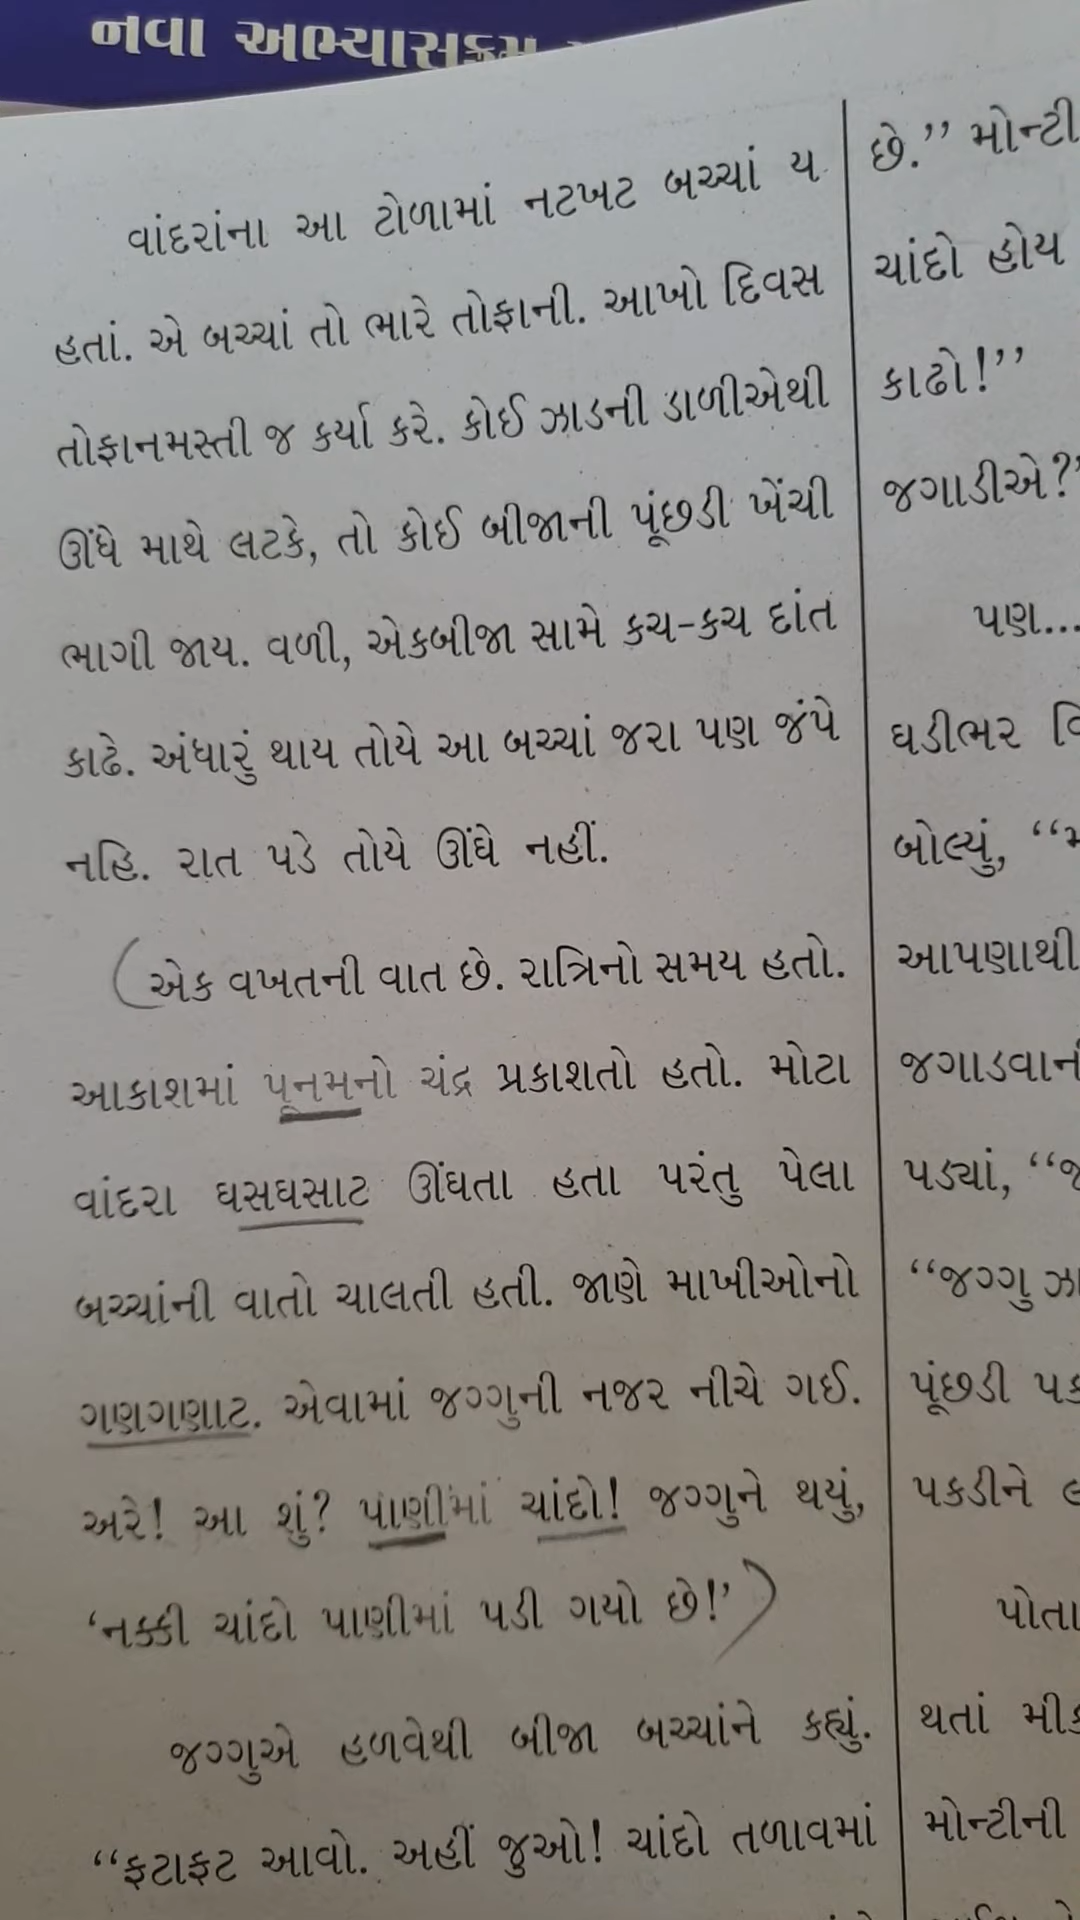 નવા અભ્યાસક્રમ
વાંદરાંના આ ટોળામાં નટખટ બચ્ચાં ય
હતાં. એ બચ્ચાં તો ભારે તોફાની. આખો દિવસ
તોફાનમસ્તી જ કર્યા કરે. કોઈ ઝાડની ડાળીએથી
ઊંધે માથે લટકે, તો કોઈ બીજાની પૂંછડી ખેંચી
ભાગી જાય. વળી, એકબીજા સામે કચ-કચ દાંત
કાઢે. અંધારું થાય તોયે આ બચ્ચાં જરા પણ જંપે
નહિ. રાત પડે તોયે ઊંઘે નહીં.
એક વખતની વાત છે. રાત્રિનો સમય હતો.
આકાશમાં પૂનમનો ચંદ્ર પ્રકાશતો હતો. મોટા
વાંદરા ઘસઘસાટ ઊંઘતા હતા પરંતુ પેલા
બચ્ચાંની વાતો ચાલતી હતી. જાણે માખીઓનો
ગણગણાટ. એવામાં જગ્ગુની નજર નીચે ગઈ.
અરે! આ શું? પાણીમાં ચાંદો! જગ્ગુને થયું,
‘નક્કી ચાંદો પાણીમાં પડી ગયો છે!’
જગ્ગુએ હળવેથી બીજા બચ્ચાંને કહ્યું.
“ફટાફટ આવો. અહીં જુઓ! ચાંદો તળાવમાં
છે.” મોન્ટી
ચાંદો હોય
કાઢો!”
જગાડીએ?
પણ...
ઘડીભર
બોલ્યું,
આપણાથી
પડ્યાં,
“જગ્ગુ
પૂંછડી
પકડીને
થતાં
મોન્ટીની